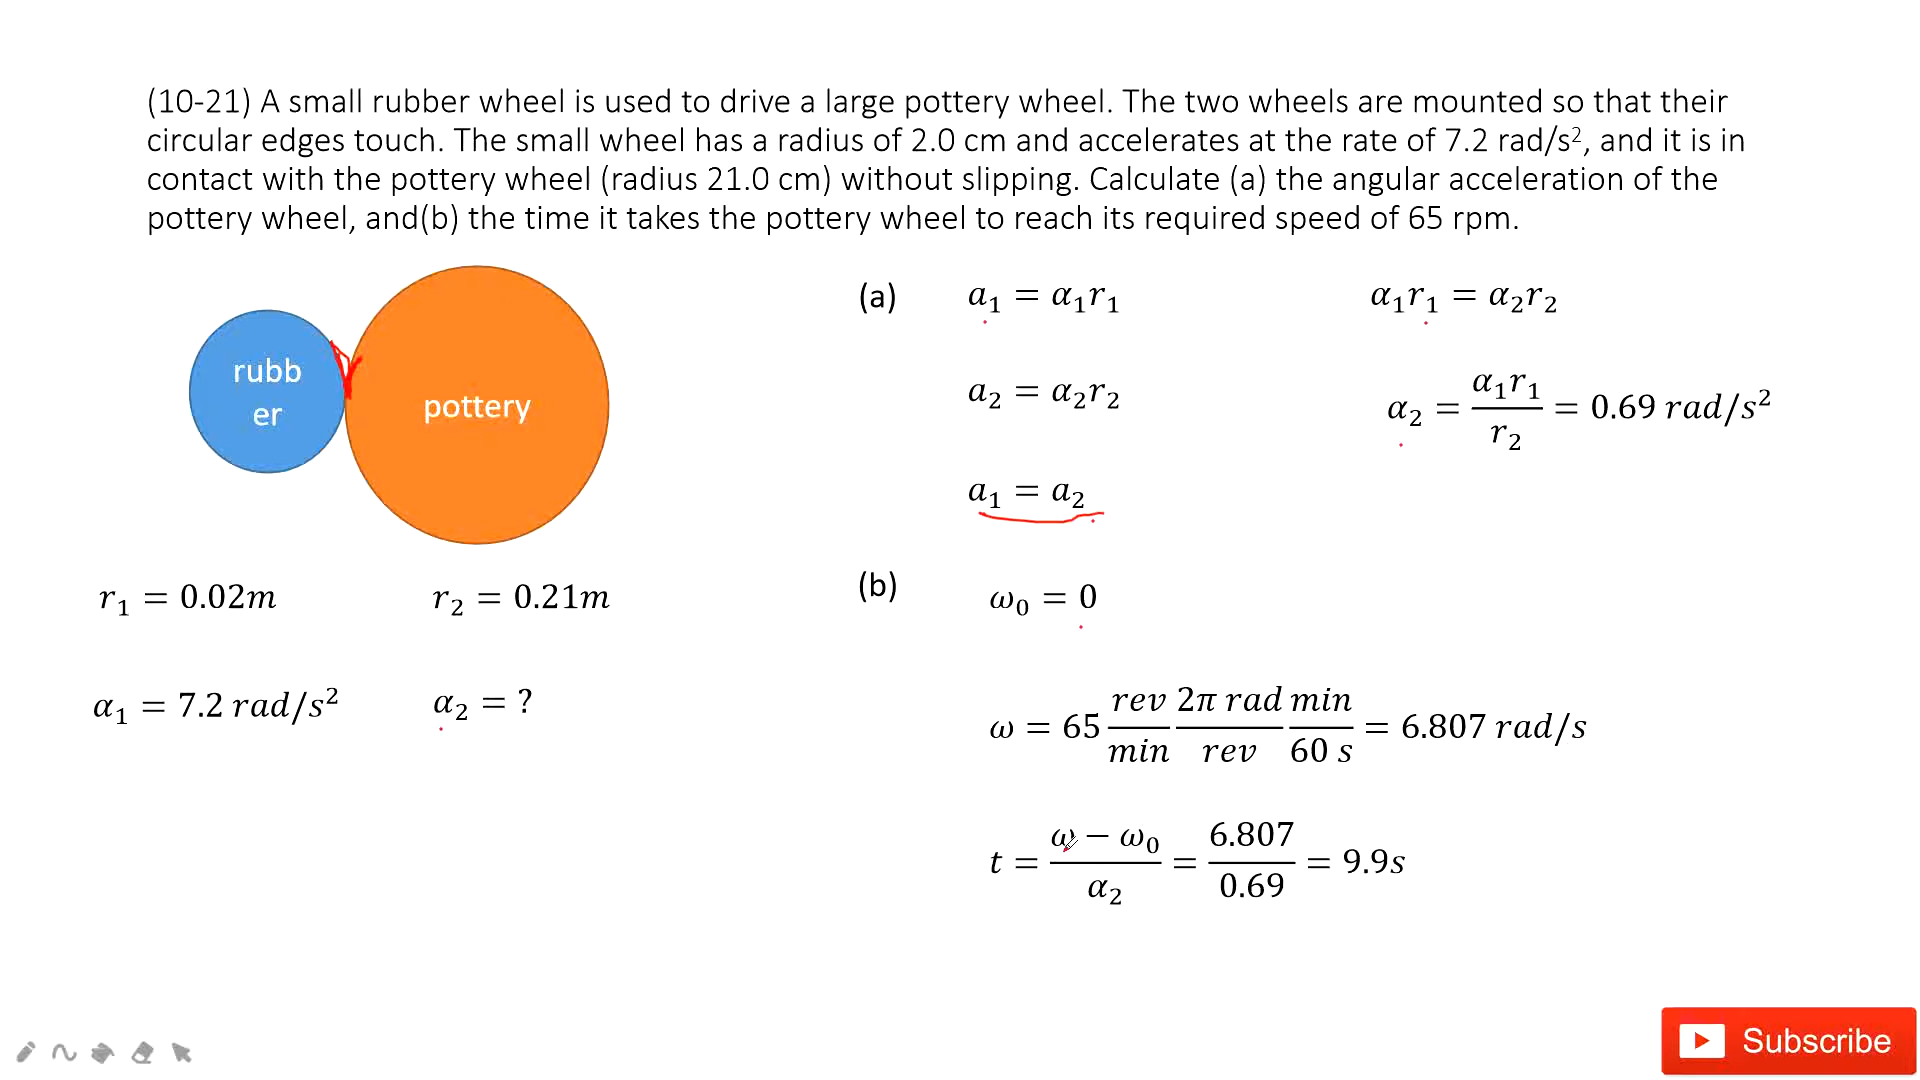 (10-21) A small rubber wheel is used to drive a large pottery wheel. The two wheels are mounted so that their
circular edges touch. The small wheel has a radius of 2.0 cm and accelerates at the rate of 7.2 rad/s², and it is in
contact with the pottery wheel (radius 21.0 cm) without slipping. Calculate (a) the angular acceleration of the
pottery wheel, and(b) the time it takes the pottery wheel to reach its required speed of 65 rpm.
rubb
er
pottery
r₁ = 0.02m
r₂ = 0.21m
α₁ = 7.2 rad/s²
α₂ = ?
(a)
a₁ = α₁r₁
a₂ = α₂r₂
a₁ = a₂
α₁r₁ = α₂r₂
α₂ = α₁r₁/r₂ = 0.69 rad/s²
(b)
ω₀ = 0
ω = 65 rev/min 2π rad/rev min/60 s = 6.807 rad/s
t = (ω − ω₀)/α₂ = 6.807/0.69 = 9.9s
Subscribe